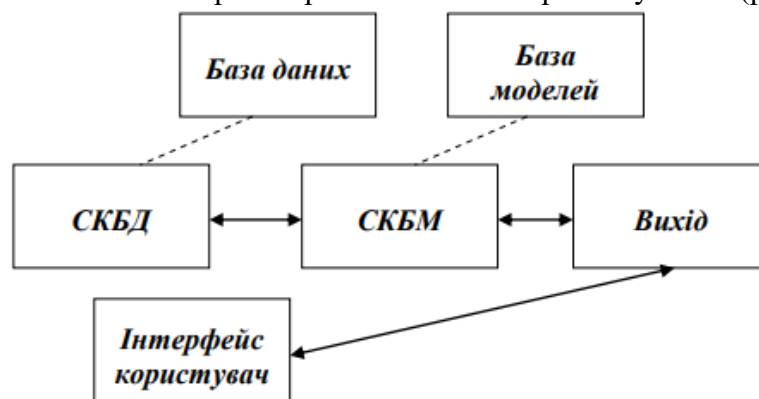 База даних
База
моделей
СКБД
СКБМ
Вихід
Інтерфейс
користувач